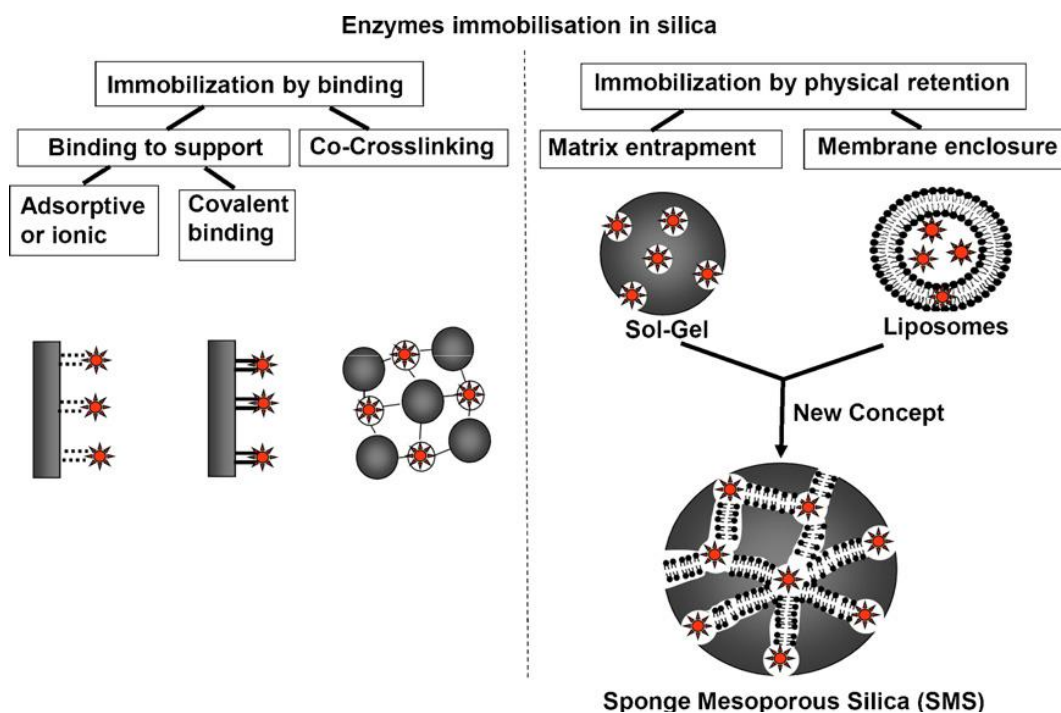 Enzymes immobilisation in silica
Immobilization by binding
Binding to support
Co-Crosslinking
Adsorptive
or ionic
Covalent
binding
Immobilization by physical retention
Matrix entrapment
Membrane enclosure
Sol-Gel
Liposomes
New Concept
Sponge Mesoporous Silica (SMS)